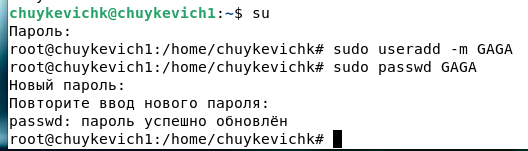 chuykevichk@chuykevich1:~$ su
Пароль:
root@chuykevich1:/home/chuykevichk# sudo useradd -m GAGA
root@chuykevich1:/home/chuykevichk# sudo passwd GAGA
Новый пароль:
Повторите ввод нового пароля:
passwd: пароль успешно обновлён
root@chuykevich1:/home/chuykevichk#